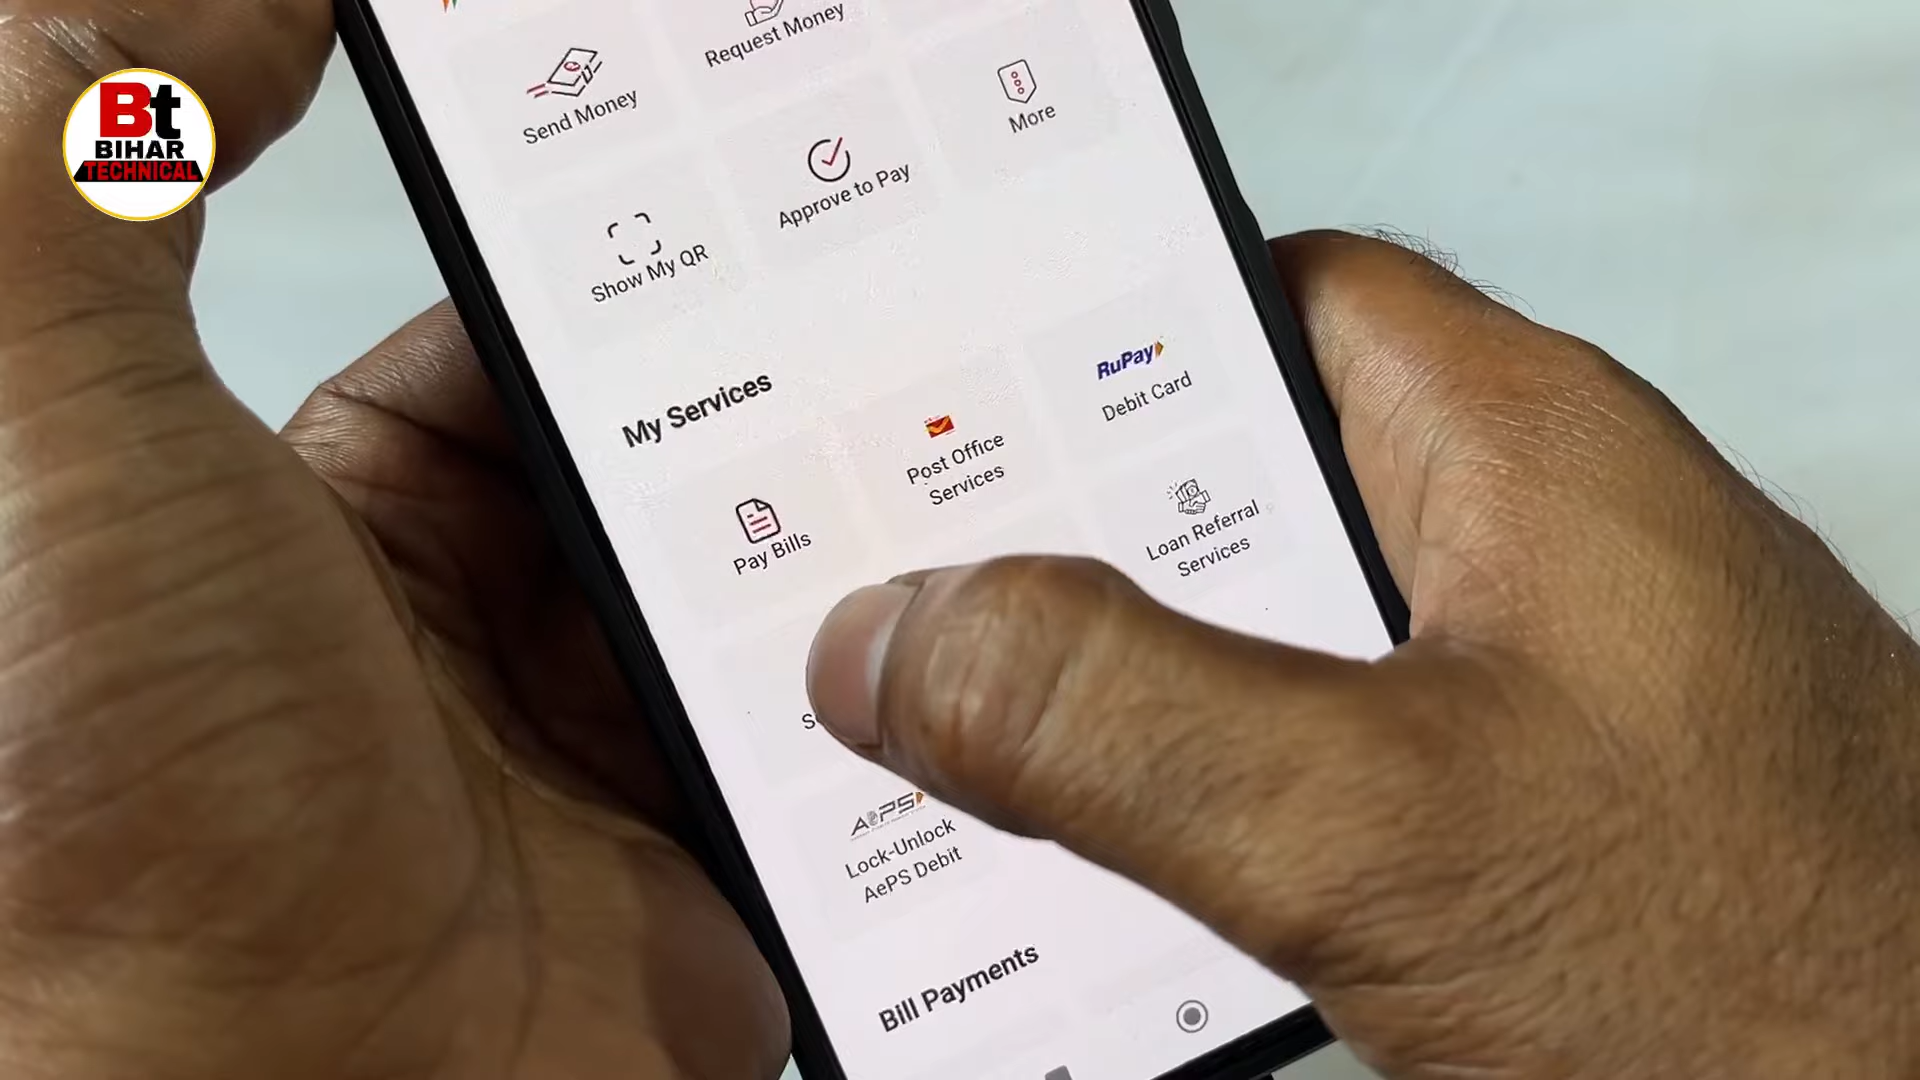 Bt
BIHAR
TECHNICAL
Send Money
Request Money
More
Show My QR
Approve to Pay
My Services
Pay Bills
Post Office
Services
RuPay
Debit Card
Loan Referral
Services
AePS
Lock-Unlock
AePS Debit
Bill Payments